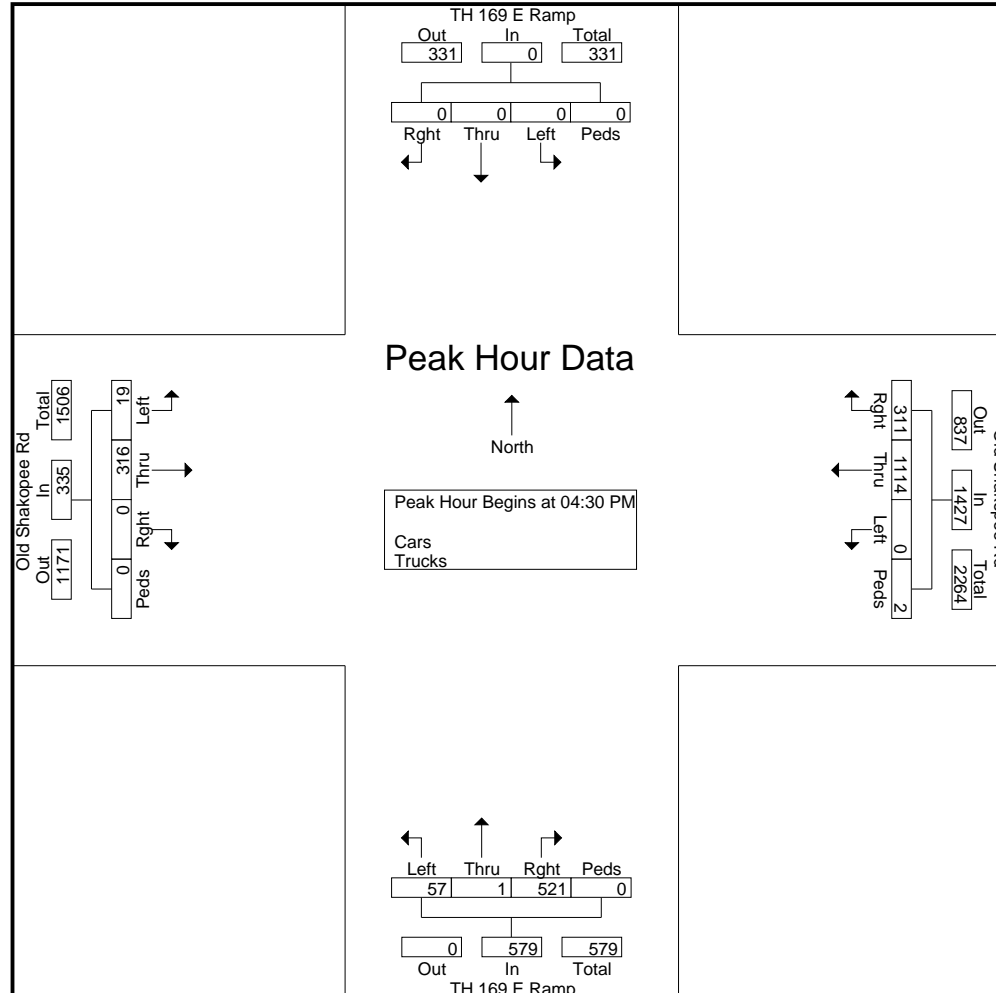 TH 169 E Ramp
Out In Total
331 0 331
0 0 0 0
Rght Thru Left Peds
Peak Hour Data
North
Peak Hour Begins at 04:30 PM
Cars
Trucks
Old Shakopee Rd
Out In Total
1171 335 1506
Left Thru Rght Peds
19 316 0 0
Rght Thru Left Peds
311 1114 0 2
Out In Total
837 1427 2264
Left Thru Rght Peds
57 1 521 0
0 579 579
Out In Total
TH 169 E Ramp